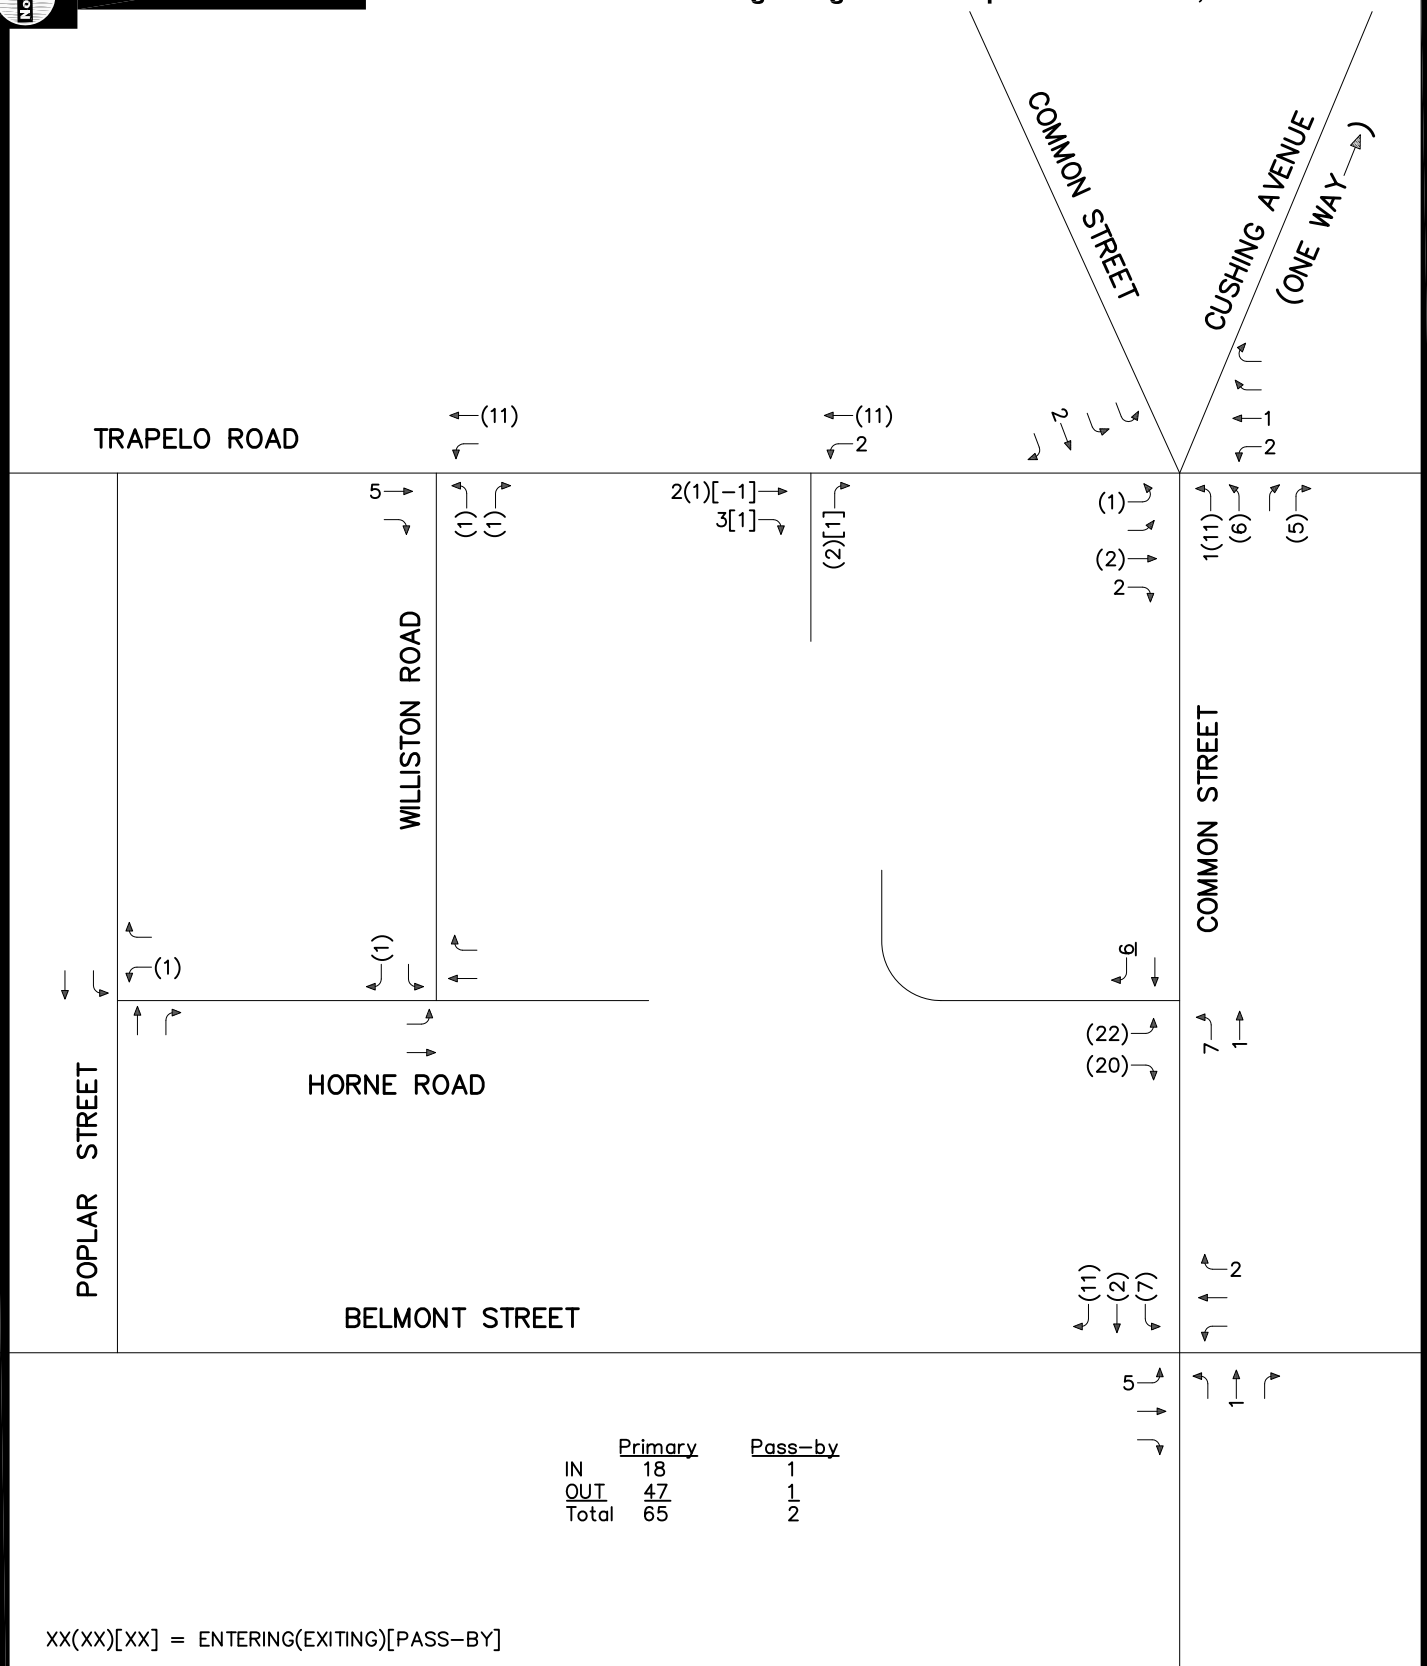 No
COMMON STREET
CUSHING AVENUE
(ONE WAY )
TRAPELO ROAD
(11)
(11)
2
2
1
2
5
(1)
(1)
2(1)[-1]
3[1]
(2)[1]
(1)
(2)
2
1(11)
(6)
(5)
WILLISTON ROAD
COMMON STREET
(1)
(1)
6
(22)
(20)
7
1
HORNE ROAD
POPLAR STREET
BELMONT STREET
(11)
(2)
(7)
2
5
1
Primary Pass-by
IN 18 1
OUT 47 1
Total 65 2
XX(XX)[XX] = ENTERING(EXITING)[PASS-BY]